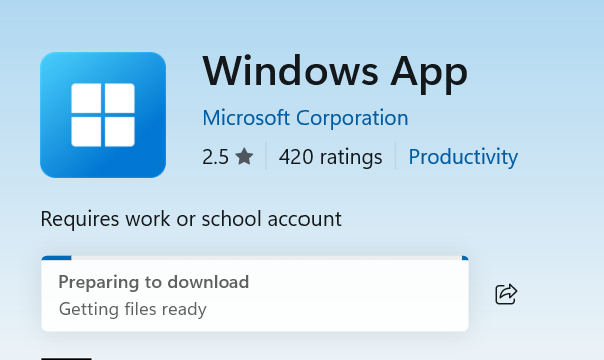 Windows App
Microsoft Corporation
2.5 ★ 420 ratings Productivity
Requires work or school account
Preparing to download
Getting files ready